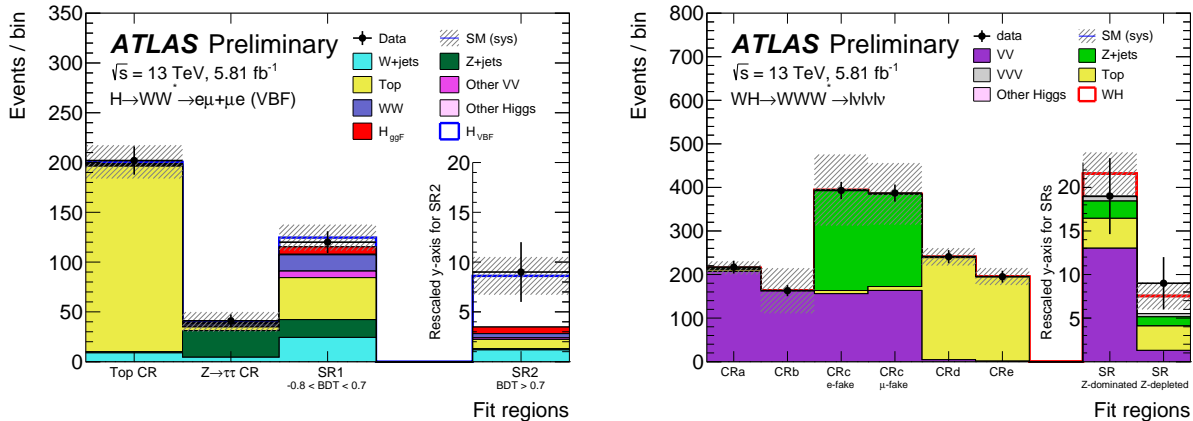 Events / bin
400
350
300
250
200
150
100
50
0
ATLAS Preliminary
√s = 13 TeV, 5.81 fb⁻¹
H→WW*→eμ+μe (VBF)
Data
SM (sys)
W+jets
Z+jets
Top
Other VV
WW
Other Higgs
H_ggF
H_VBF
Rescaled y-axis for SR2
20
15
10
5
Top CR
Z→ττ CR
SR1
-0.8 < BDT < 0.7
SR2
BDT > 0.7
Fit regions
Events / bin
800
700
600
500
400
300
200
100
0
ATLAS Preliminary
√s = 13 TeV, 5.81 fb⁻¹
WH→WWW*→lνlνlν
data
SM (sys)
VV
Z+jets
VVV
Top
Other Higgs
WH
Rescaled y-axis for SRs
20
15
10
5
CRa
CRb
CRc
e-fake
CRc
μ-fake
CRd
CRe
SR
Z-dominated
SR
Z-depleted
Fit regions